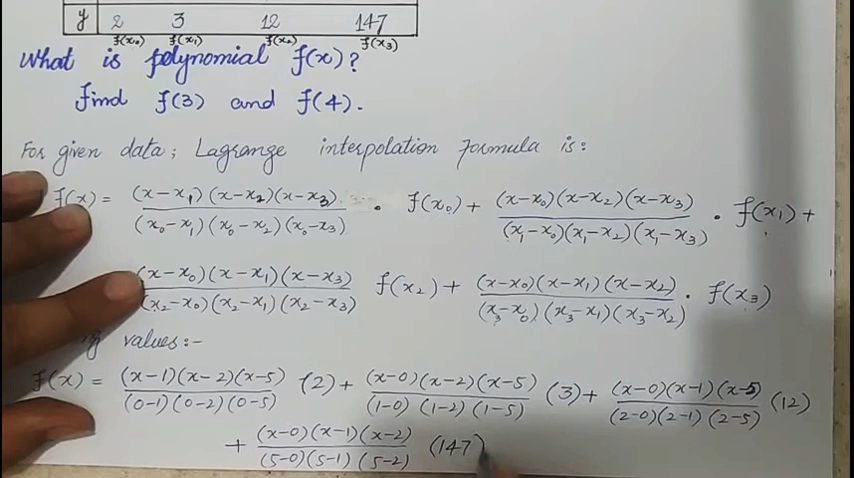 y 2 3 12 147
f(x₀) f(x₁) f(x₂) f(x₃)
What is polynomial f(x)?
Find f(3) and f(4).
For given data; Lagrange interpolation formula is:
f(x) = (x-x₁)(x-x₂)(x-x₃) / (x₀-x₁)(x₀-x₂)(x₀-x₃) · f(x₀) + (x-x₀)(x-x₂)(x-x₃) / (x₁-x₀)(x₁-x₂)(x₁-x₃) · f(x₁) +
(x-x₀)(x-x₁)(x-x₃) / (x₂-x₀)(x₂-x₁)(x₂-x₃) f(x₂) + (x-x₀)(x-x₁)(x-x₂) / (x₃-x₀)(x₃-x₁)(x₃-x₂) · f(x₃)
values:-
f(x) = (x-1)(x-2)(x-5) / (0-1)(0-2)(0-5) (2) + (x-0)(x-2)(x-5) / (1-0)(1-2)(1-5) (3) + (x-0)(x-1)(x-5) / (2-0)(2-1)(2-5) (12)
+ (x-0)(x-1)(x-2) / (5-0)(5-1)(5-2) (147)